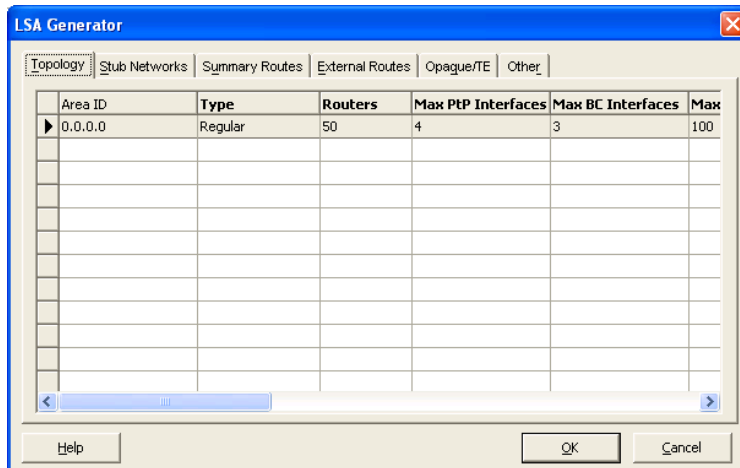 LSA Generator
Topology Stub Networks Summary Routes External Routes Opaque/TE Other
Area ID Type Routers Max PtP Interfaces Max BC Interfaces Max
0.0.0.0 Regular 50 4 3 100
Help OK Cancel